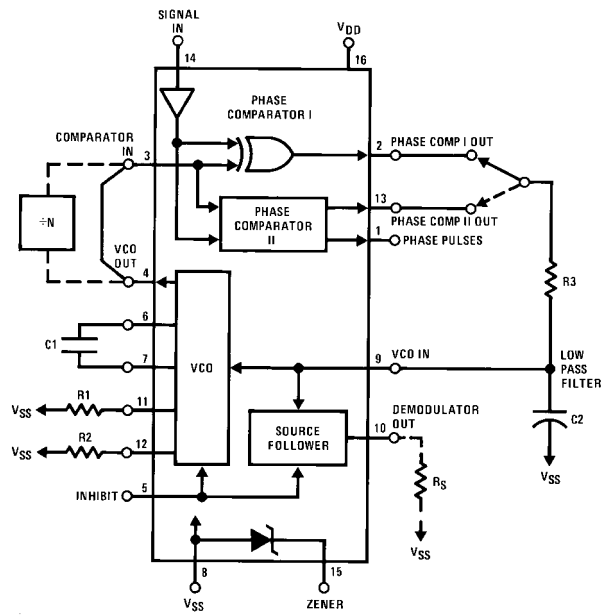 SIGNAL
IN
VDD
14
16
PHASE
COMPARATOR I
COMPARATOR
IN
3
2
PHASE COMP I OUT
÷N
PHASE
COMPARATOR
II
13
PHASE COMP II OUT
1
PHASE PULSES
VCO
OUT
4
R3
6
C1
7
VCO
9
VCO IN
LOW
PASS
FILTER
VSS
R1
11
DEMODULATOR
OUT
C2
VSS
R2
12
SOURCE
FOLLOWER
10
VSS
INHIBIT
5
RS
VSS
8
15
VSS
ZENER